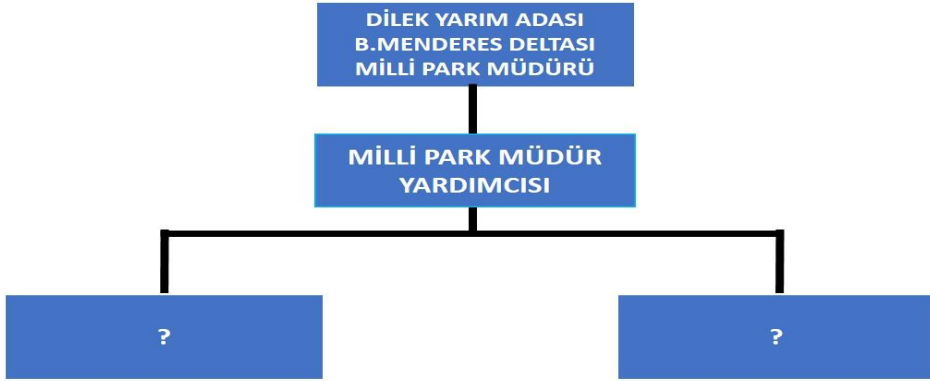 DİLEK YARIM ADASI
B.MENDERES DELTASI
MİLLİ PARK MÜDÜRÜ
MİLLİ PARK MÜDÜR
YARDIMCISI
?
?